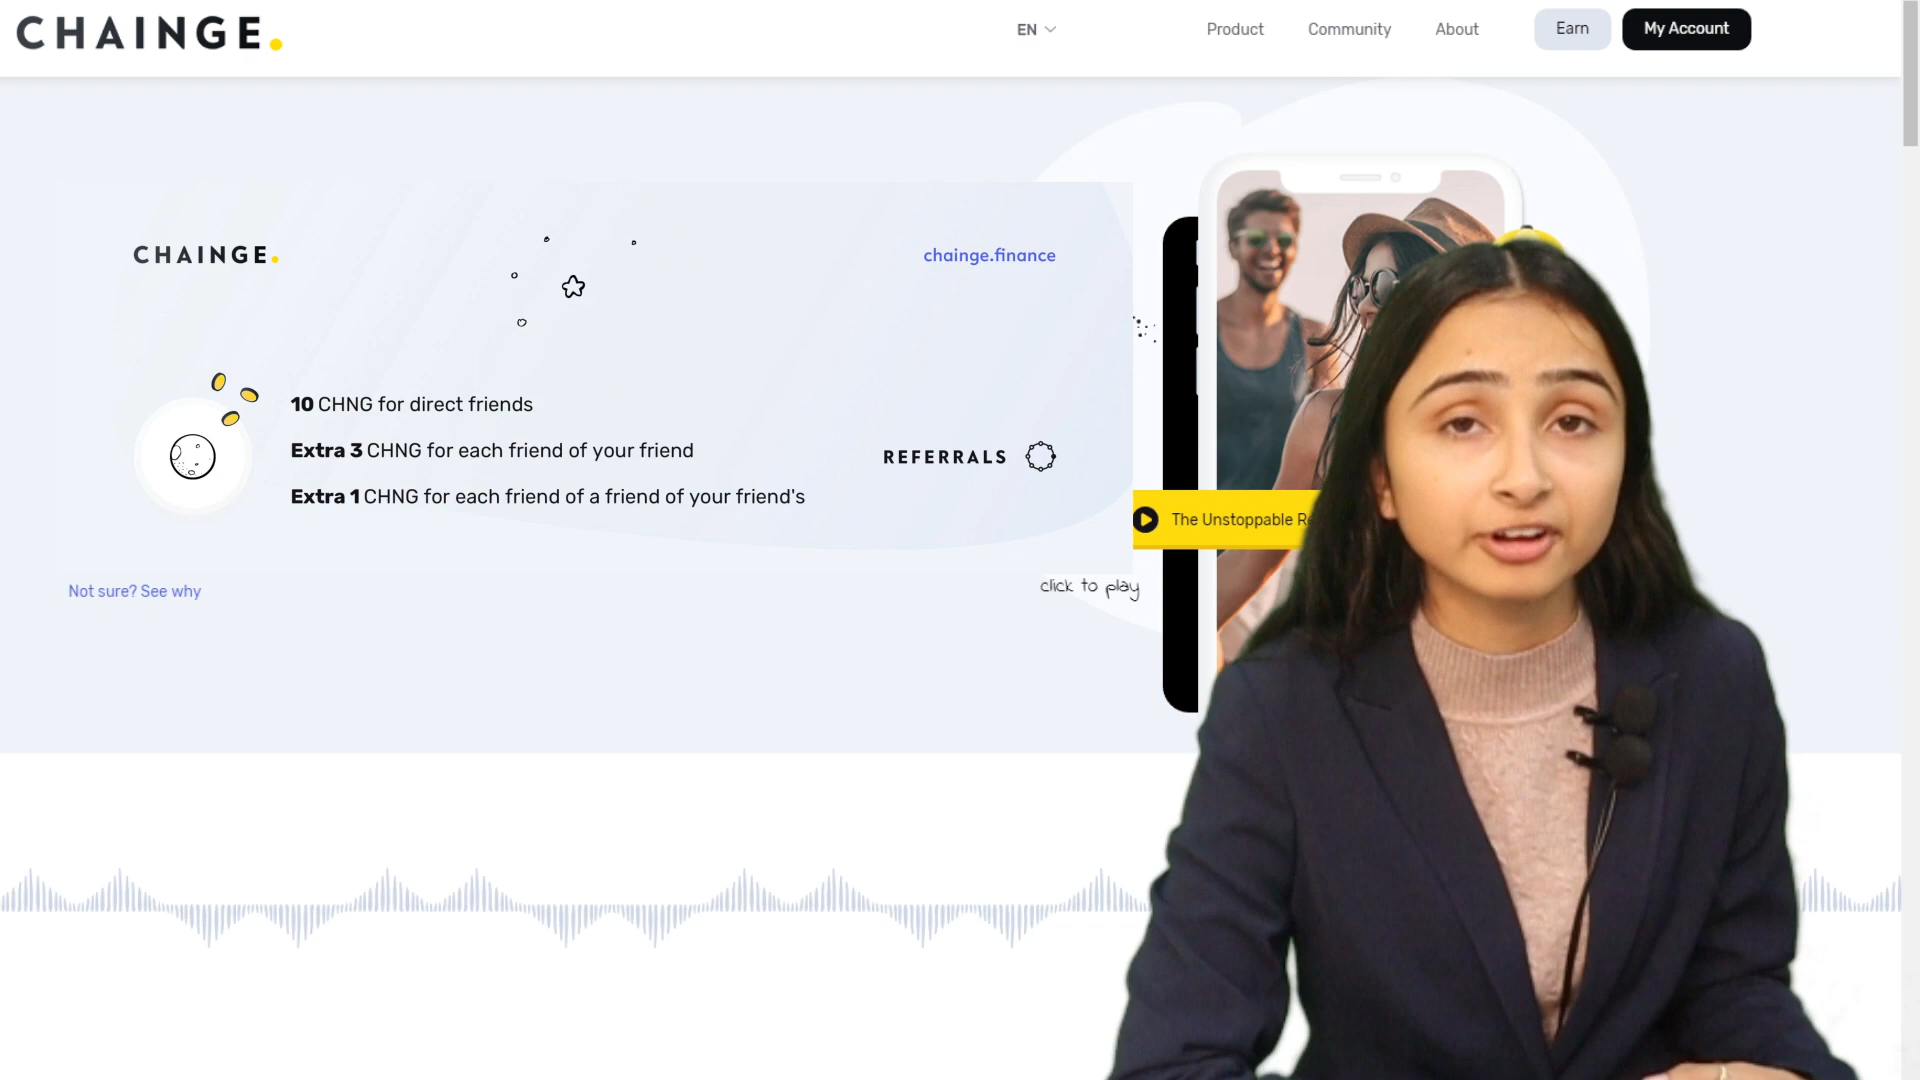 CHAINGE.
EN
Product
Community
About
Earn
My Account
CHAINGE.
chainge.finance
10 CHNG for direct friends
Extra 3 CHNG for each friend of your friend
REFERRALS
Extra 1 CHNG for each friend of a friend of your friend's
The Unstoppable
click to play
Not sure? See why